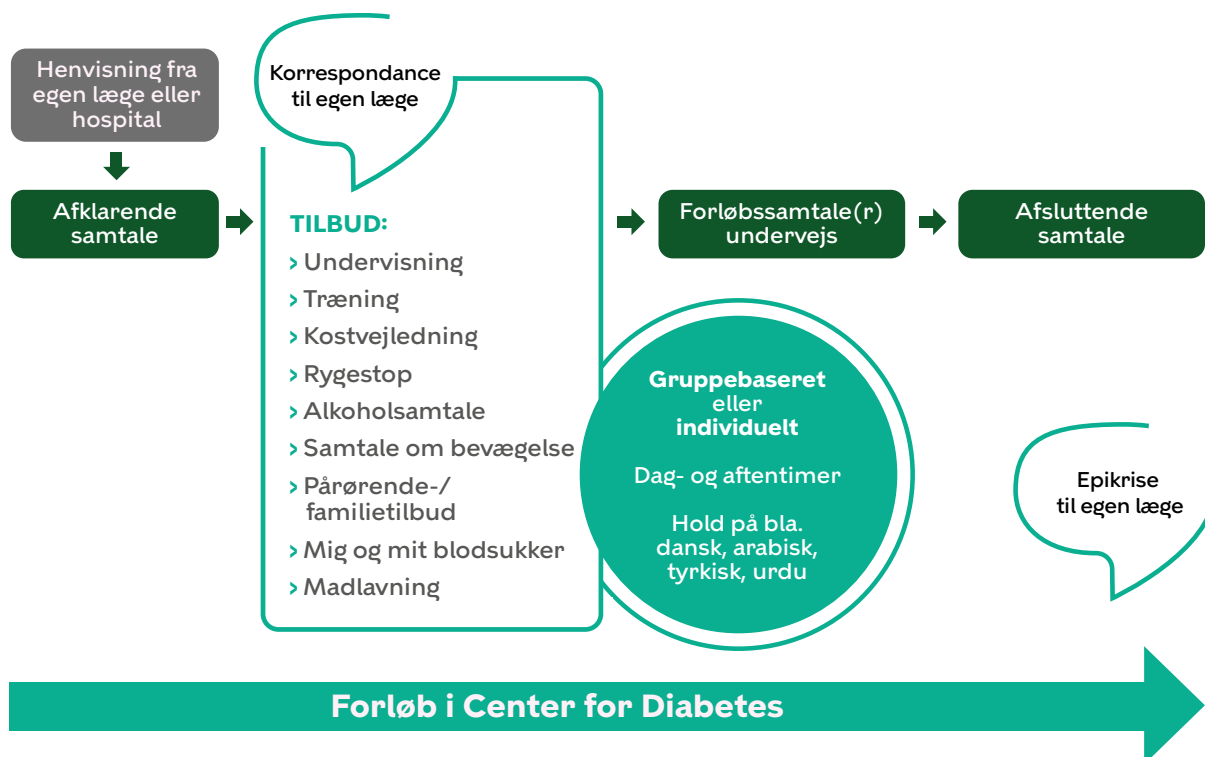 Henvisning fra
egen læge eller
hospital
Korrespondance
til egen læge
Afklarende
samtale
TILBUD:
› Undervisning
› Træning
› Kostvejledning
› Rygestop
› Alkoholsamtale
› Samtale om bevægelse
› Pårørende-/
familietilbud
› Mig og mit blodsukker
› Madlavning
Forløbssamtale(r)
undervejs
Afsluttende
samtale
Gruppebaseret
eller
individuelt
Dag- og aftentimer
Hold på bla.
dansk, arabisk,
tyrkisk, urdu
Epikrise
til egen læge
Forløb i Center for Diabetes